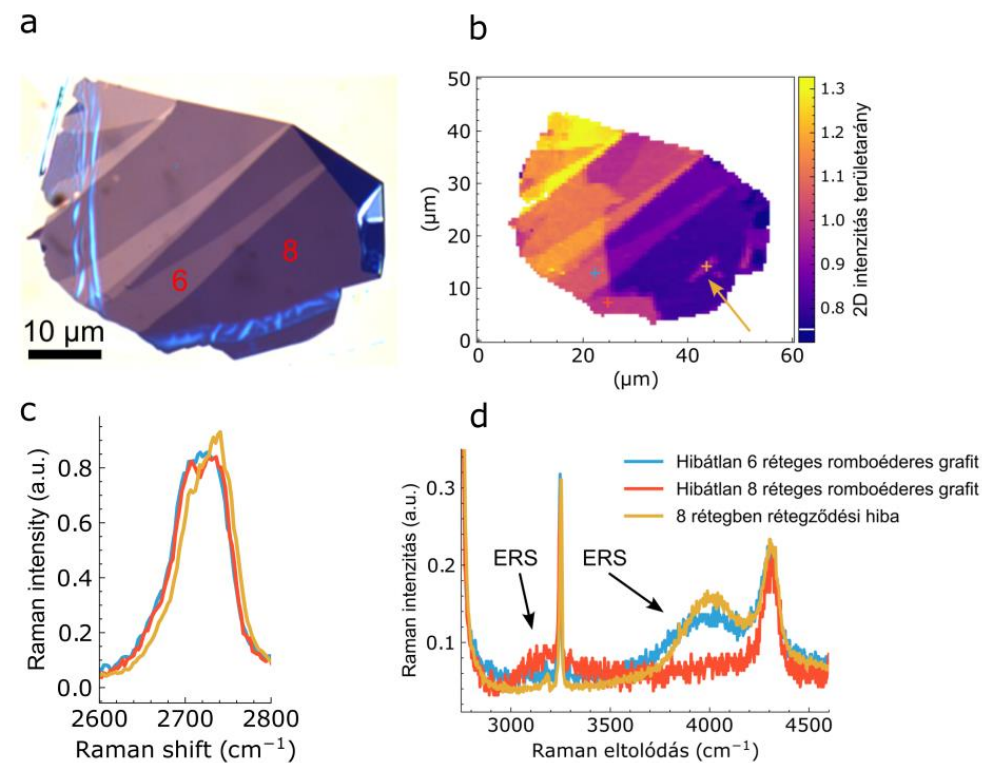 a
6
8
10 µm
b
50
40
30
20
10
0
(µm)
0
20
40
60
(µm)
1.3
1.2
1.1
1.0
0.9
0.8
2D intenzitás területarány
c
0.8
0.6
0.4
0.2
0.0
Raman intensity (a.u.)
2600
2700
2800
Raman shift (cm⁻¹)
d
Hibátlan 6 réteges romboéderes grafit
Hibátlan 8 réteges romboéderes grafit
8 rétegben rétegződési hiba
ERS
ERS
0.3
0.2
0.1
Raman intenzitás (a.u.)
3000
3500
4000
4500
Raman eltolódás (cm⁻¹)